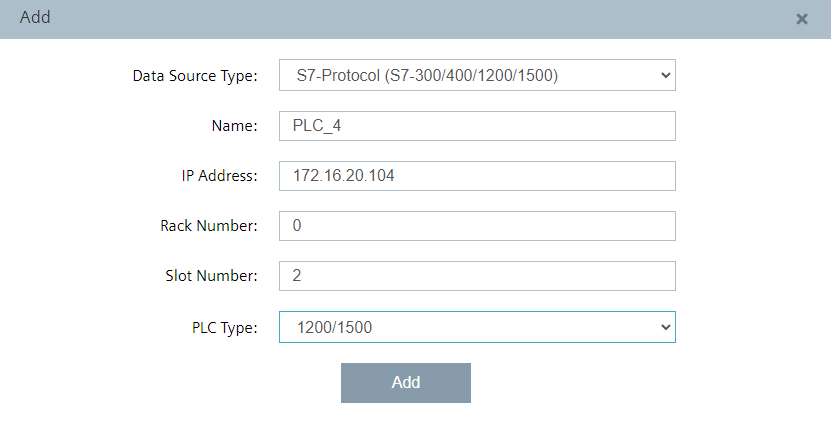 Add
Data Source Type: S7-Protocol (S7-300/400/1200/1500)
Name: PLC_4
IP Address: 172.16.20.104
Rack Number: 0
Slot Number: 2
PLC Type: 1200/1500
Add